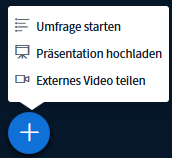 Umfrage starten
Präsentation hochladen
Externes Video teilen